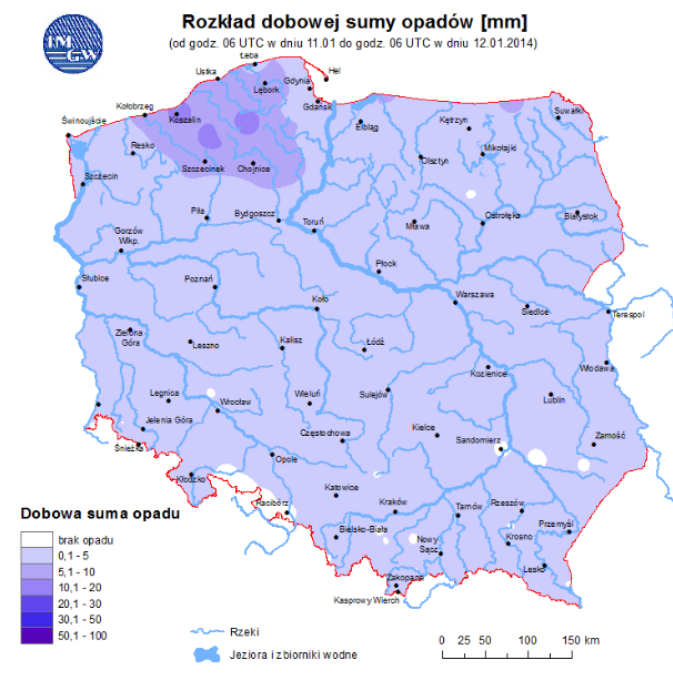 Rozkład dobowej sumy opadów [mm]
(od godz. 06 UTC w dniu 11.01 do godz. 06 UTC w dniu 12.01.2014)
IM
GW
Łeba
Ustka
Hel
Gdynia
Lębork
Gdańsk
Kołobrzeg
Koszalin
Suwałki
Świnoujście
Elbląg
Kętrzyn
Resko
Olsztyn
Mikołajki
Szczecinek
Chojnice
Szczecin
Piła
Bydgoszcz
Ostrołęka
Białystok
Toruń
Mława
Gorzów
Wlkp.
Płock
Słubice
Poznań
Koło
Warszawa
Siedlce
Terespol
Zielona
Góra
Leszno
Kalisz
Łódź
Kozienice
Włodawa
Legnica
Wrocław
Wieluń
Sulejów
Lublin
Jelenia Góra
Częstochowa
Kielce
Sandomierz
Zamość
Śnieżka
Opole
Kłodzko
Katowice
Racibórz
Kraków
Tarnów
Rzeszów
Bielsko-Biała
Nowy
Sącz
Krosno
Przemyśl
Lesko
Zakopane
Kasprowy Wierch
Dobowa suma opadu
brak opadu
0,1 - 5
5,1 - 10
10,1 - 20
20,1 - 30
30,1 - 50
50,1 - 100
Rzeki
Jeziora i zbiorniki wodne
0 25 50 100 150 km